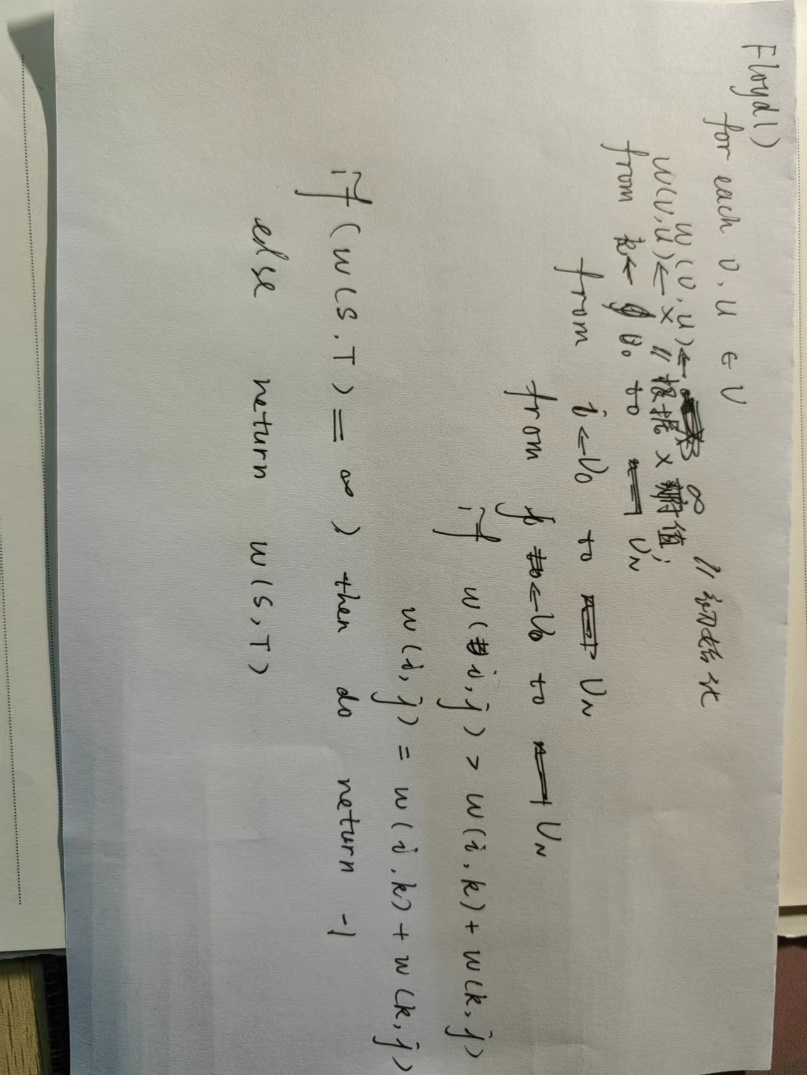 Floyd()
for each v, u ∈ V
w(v,u)← ∞ // 初始化
w(v,u)← x // 根据 x 赋值;
from k← v₀ to vₙ
from i←v₀ to vₙ
from j ←v₀ to vₙ
if w(i,j) > w(i,k)+w(k,j)
w(i,j) = w(i,k)+w(k,j)
if (w(S,T) = ∞ ) then do return -1
else return w(S,T)